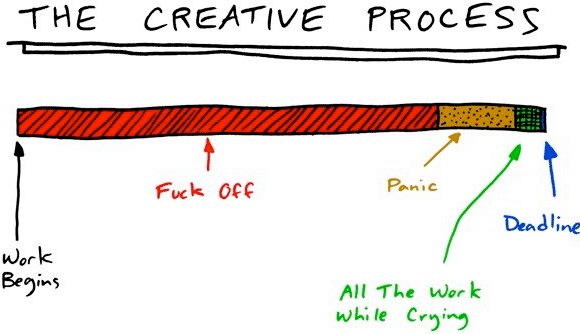 THE CREATIVE PROCESS
Fuck Off
Panic
Work
Begins
Deadline
All The Work
While Crying